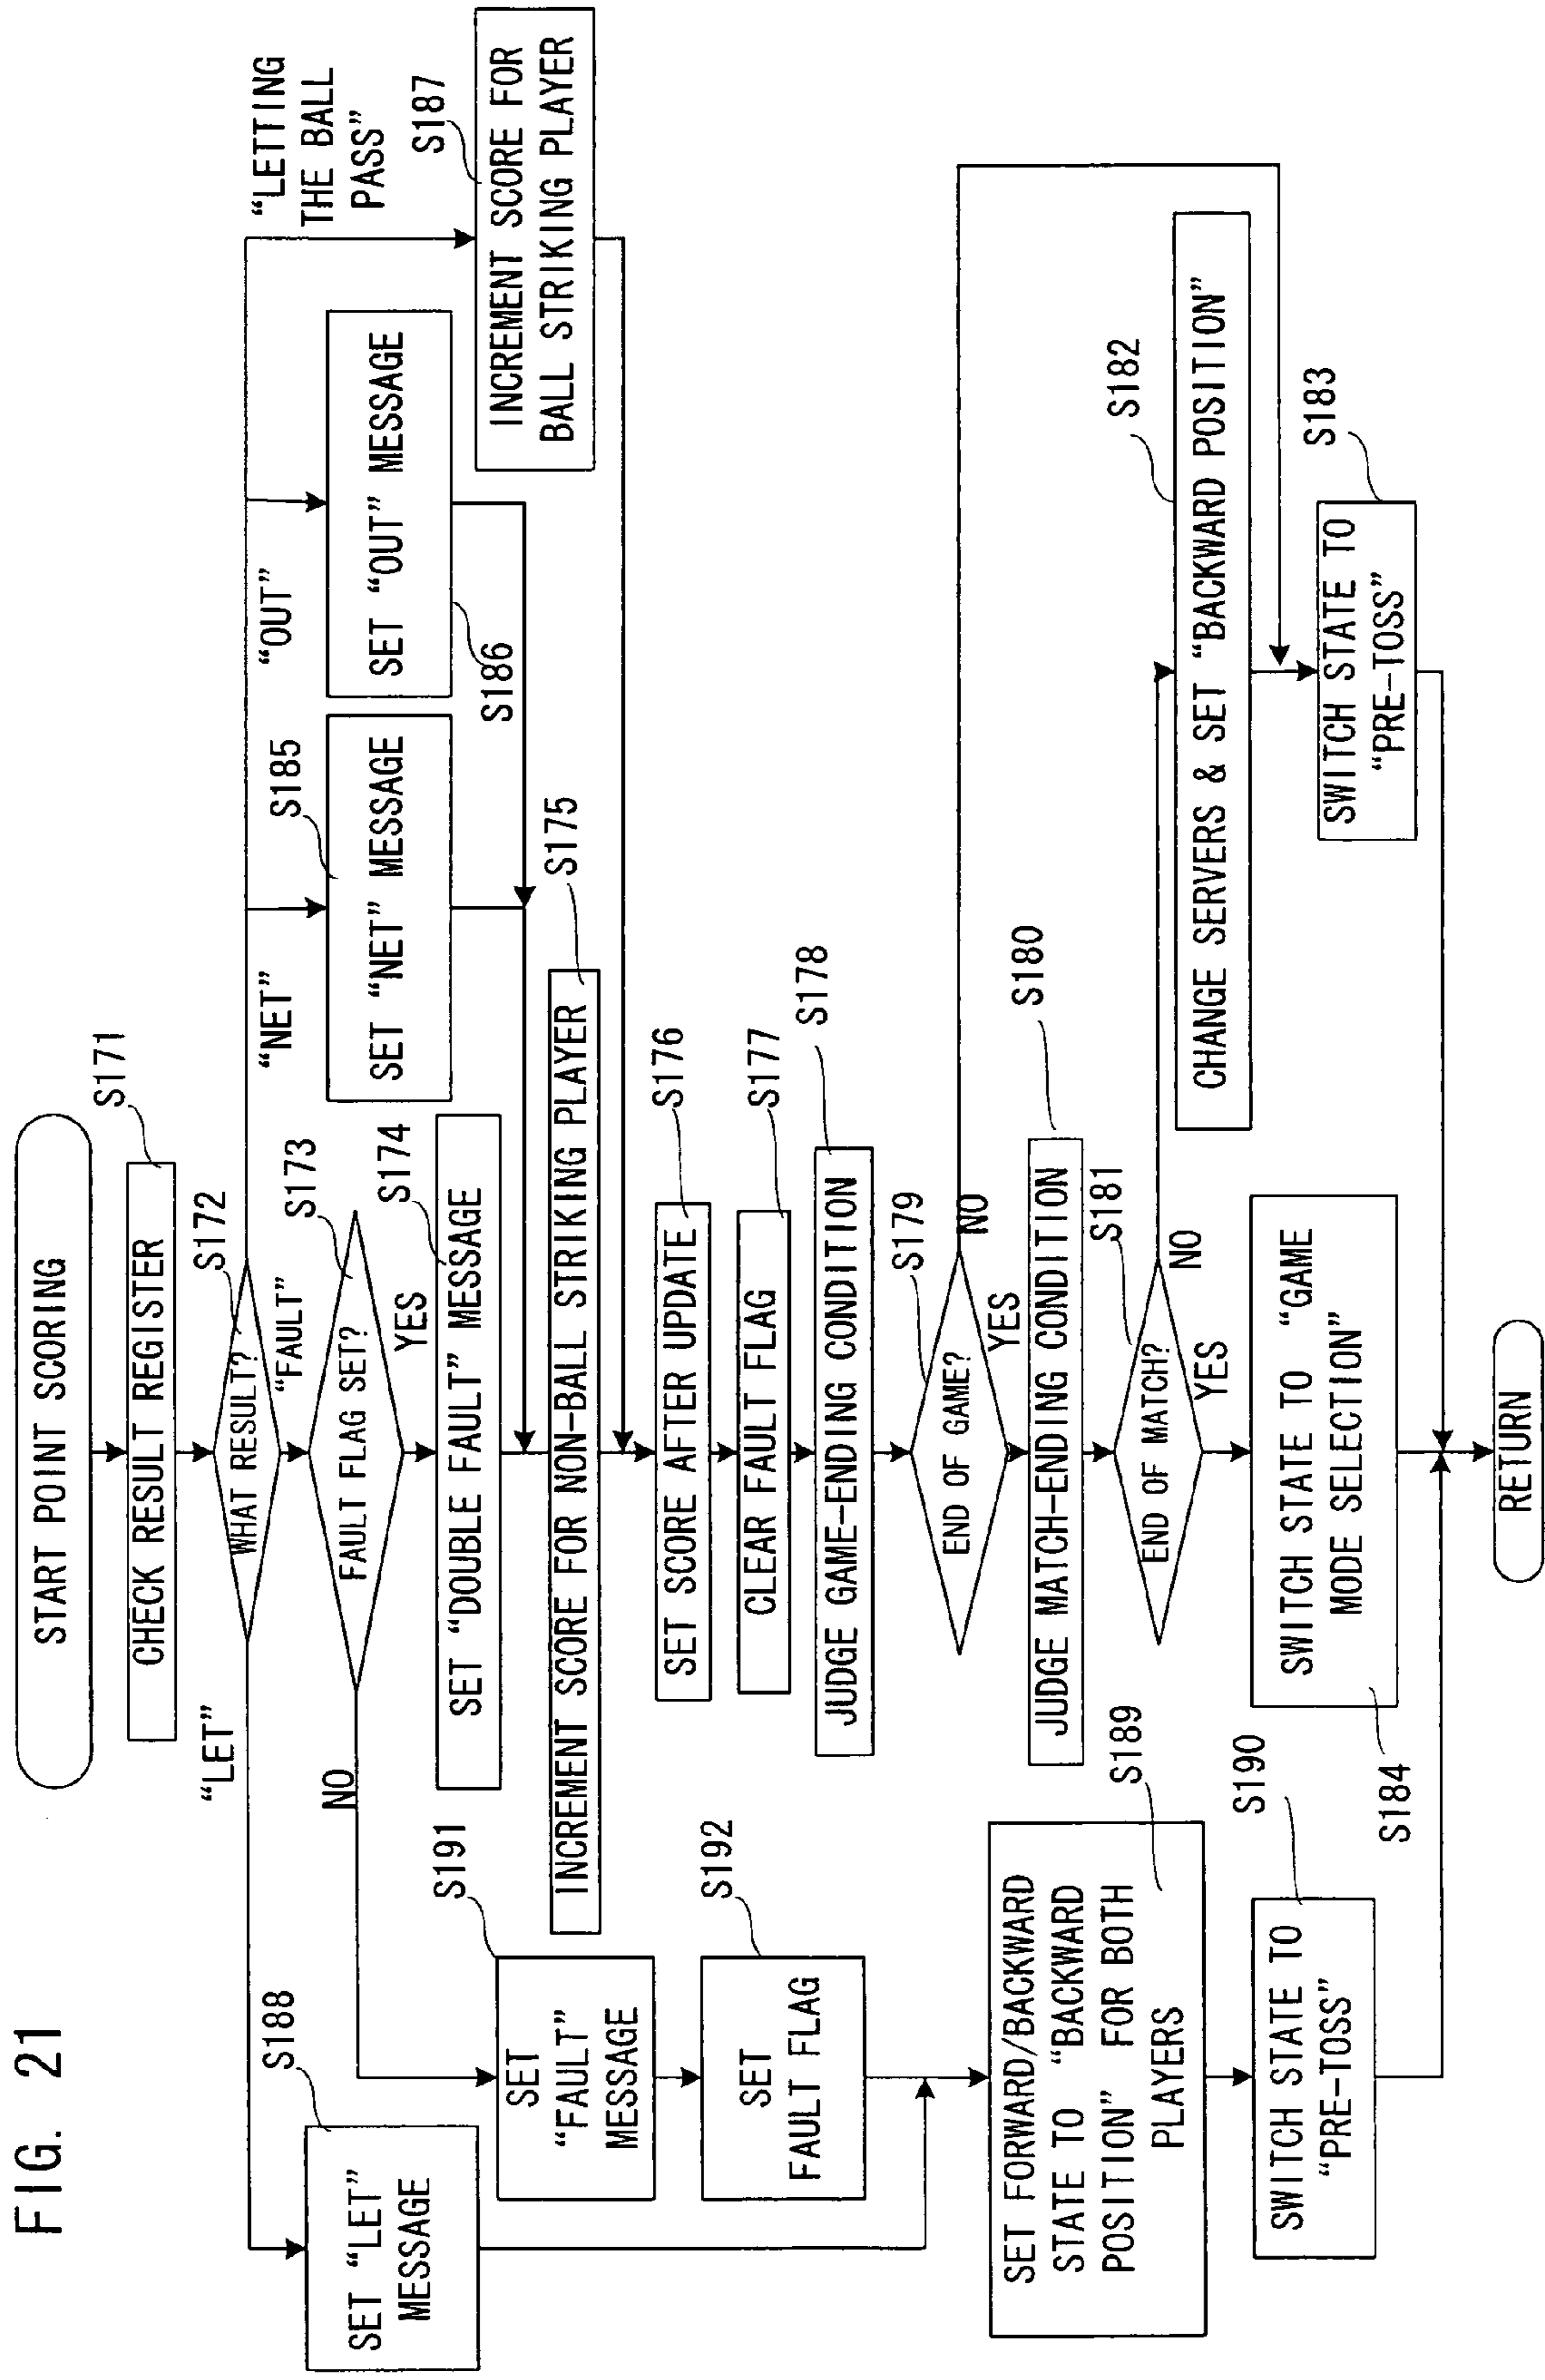 FIG. 21
START POINT SCORING
S171
CHECK RESULT REGISTER
S172
WHAT RESULT?
"LET"
"FAULT"
"NET"
"OUT"
"LETTING
THE BALL
PASS"
S188
SET "LET"
MESSAGE
S173
FAULT FLAG SET?
NO
YES
S185
SET "NET" MESSAGE
SET "OUT" MESSAGE
S186
S187
INCREMENT SCORE FOR
BALL STRIKING PLAYER
S174
SET "DOUBLE FAULT" MESSAGE
S191
SET
"FAULT"
MESSAGE
S175
INCREMENT SCORE FOR NON-BALL STRIKING PLAYER
S192
SET
FAULT FLAG
S176
SET SCORE AFTER UPDATE
S177
CLEAR FAULT FLAG
S178
JUDGE GAME-ENDING CONDITION
S179
END OF GAME?
NO
YES
S180
JUDGE MATCH-ENDING CONDITION
S181
END OF MATCH?
NO
YES
S189
SET FORWARD/BACKWARD
STATE TO "BACKWARD
POSITION" FOR BOTH
PLAYERS
S182
CHANGE SERVERS & SET "BACKWARD POSITION"
S190
SWITCH STATE TO
"PRE-TOSS"
SWITCH STATE TO "GAME
MODE SELECTION"
S184
S183
SWITCH STATE TO
"PRE-TOSS"
RETURN